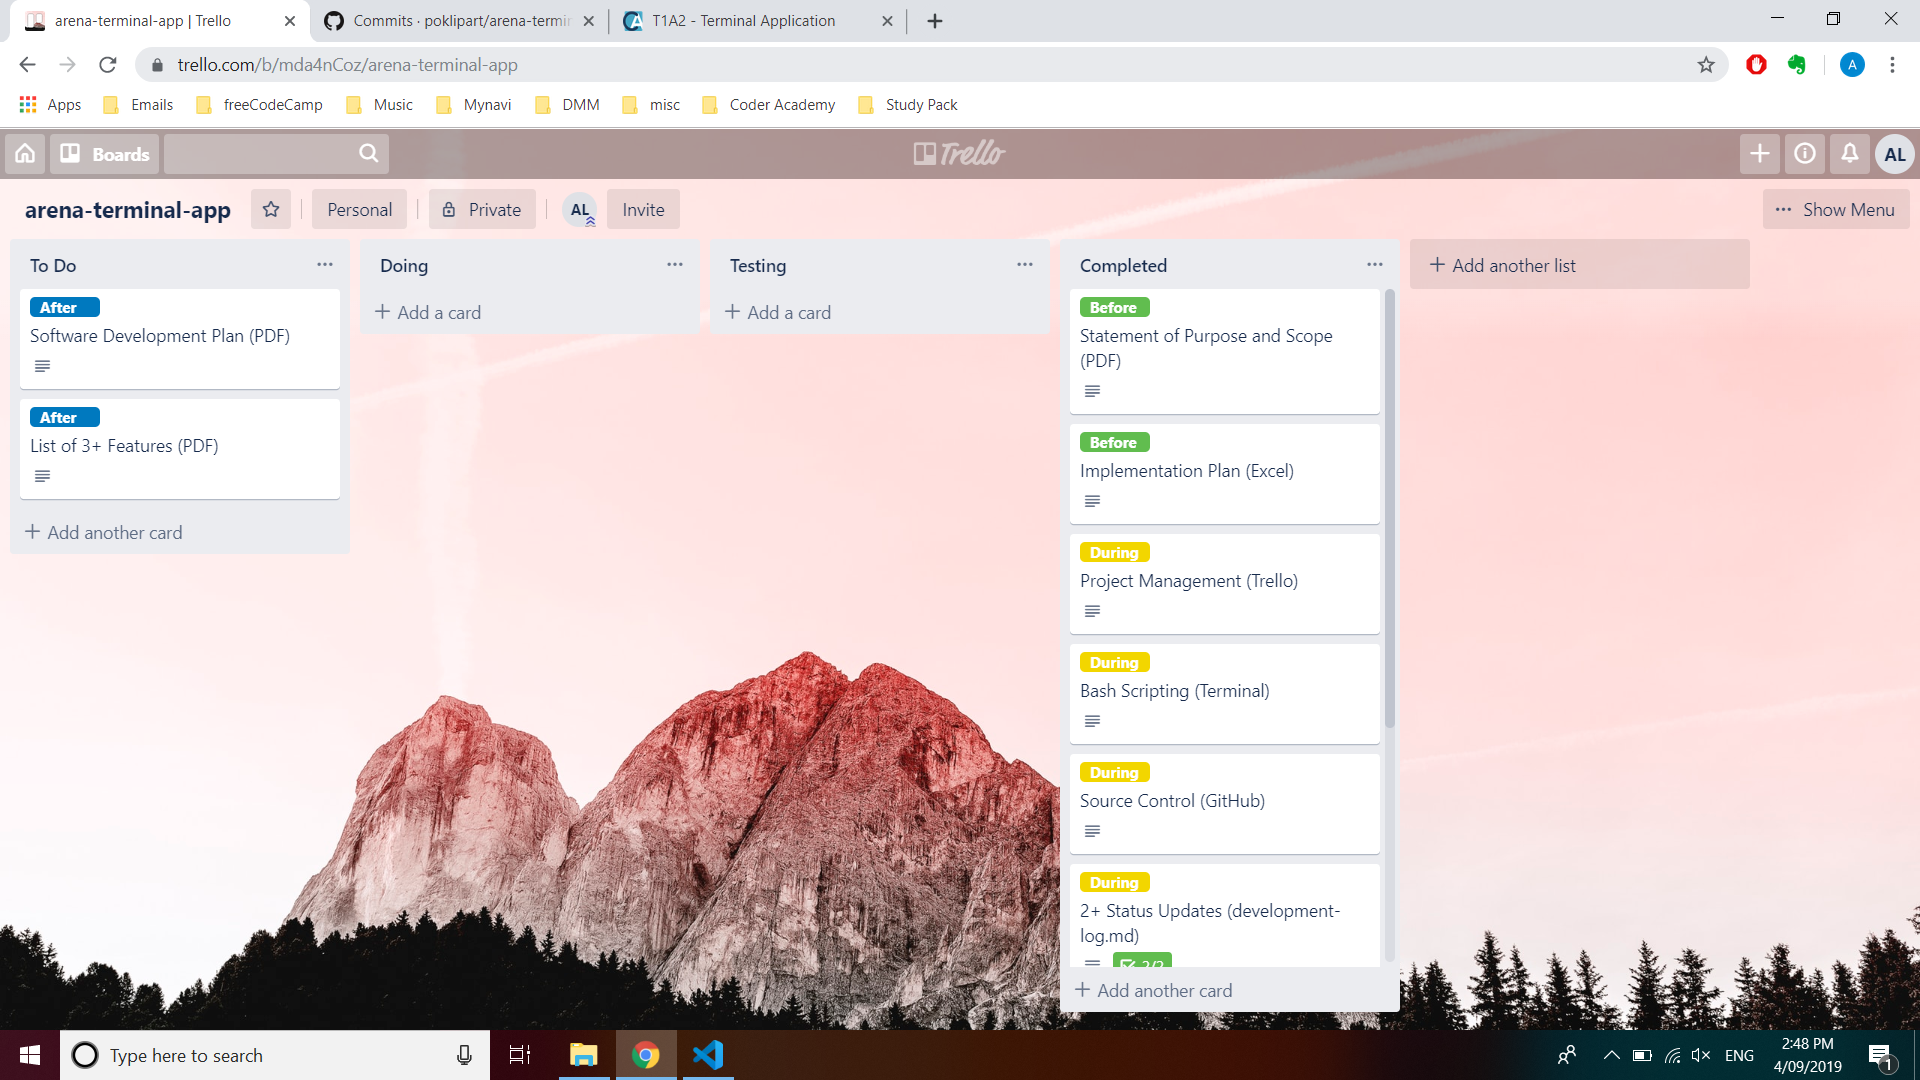 arena-terminal-app | Trello
Commits · poklipart/arena-termin
T1A2 - Terminal Application
trello.com/b/mda4nCoz/arena-terminal-app
A
Apps
Emails
freeCodeCamp
Music
Mynavi
DMM
misc
Coder Academy
Study Pack
Boards
Trello
AL
arena-terminal-app
Personal
Private
AL
Invite
Show Menu
To Do
After
Software Development Plan (PDF)
After
List of 3+ Features (PDF)
Add another card
Doing
Add a card
Testing
Add a card
Completed
Before
Statement of Purpose and Scope
(PDF)
Before
Implementation Plan (Excel)
During
Project Management (Trello)
During
Bash Scripting (Terminal)
During
Source Control (GitHub)
During
2+ Status Updates (development-
log.md)
2/2
Add another card
Add another list
Type here to search
ENG
2:48 PM
4/09/2019
1